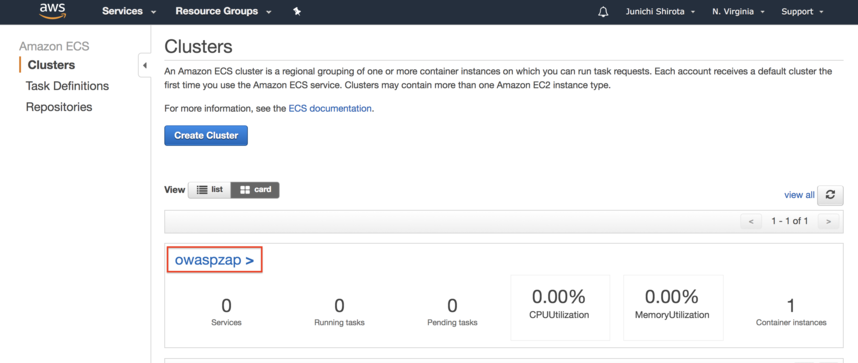 aws Services Resource Groups Junichi Shirota N. Virginia Support
Amazon ECS
Clusters
Task Definitions
Repositories
Clusters
An Amazon ECS cluster is a regional grouping of one or more container instances on which you can run task requests. Each account receives a default cluster the
first time you use the Amazon ECS service. Clusters may contain more than one Amazon EC2 instance type.
For more information, see the ECS documentation.
Create Cluster
View list card
view all
< 1 - 1 of 1 >
owaspzap >
0 0 0 0.00% 0.00% 1
Services Running tasks Pending tasks CPUUtilization MemoryUtilization Container instances